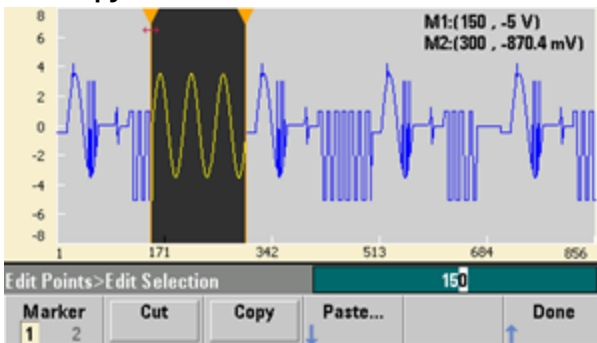 8
M1:(150 , -5 V)
6
M2:(300 , -870.4 mV)
4
2
0
-2
-4
-6
-8
1 171 342 513 684 856
Edit Points>Edit Selection 150
Marker Cut Copy Paste... Done
1 2